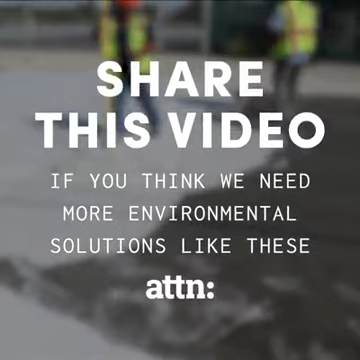 SHARE
THIS VIDEO
IF YOU THINK WE NEED
MORE ENVIRONMENTAL
SOLUTIONS LIKE THESE
attn: